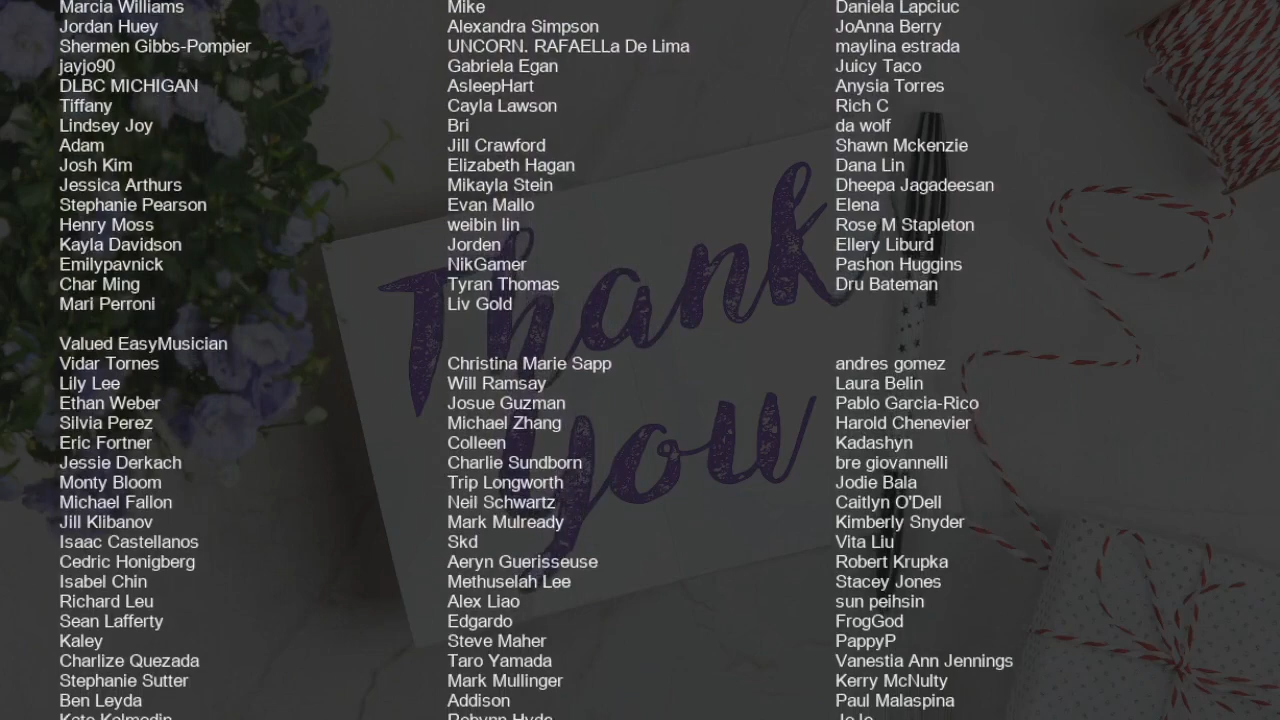 Marcia Williams
Mike
Daniela Lapciuc
Jordan Huey
Alexandra Simpson
JoAnna Berry
Shermen Gibbs-Pompier
UNCORN. RAFAELLa De Lima
maylina estrada
jayjo90
Gabriela Egan
Juicy Taco
DLBC MICHIGAN
AsleepHart
Anysia Torres
Tiffany
Cayla Lawson
Rich C
Lindsey Joy
Bri
da wolf
Adam
Jill Crawford
Shawn Mckenzie
Josh Kim
Elizabeth Hagan
Dana Lin
Jessica Arthurs
Mikayla Stein
Dheepa Jagadeesan
Stephanie Pearson
Evan Mallo
Elena
Henry Moss
weibin lin
Rose M Stapleton
Kayla Davidson
Jorden
Ellery Liburd
Emilypavnick
NikGamer
Pashon Huggins
Char Ming
Tyran Thomas
Dru Bateman
Mari Perroni
Liv Gold
Thank
you
Valued EasyMusician
Vidar Tornes
Christina Marie Sapp
andres gomez
Lily Lee
Will Ramsay
Laura Belin
Ethan Weber
Josue Guzman
Pablo Garcia-Rico
Silvia Perez
Michael Zhang
Harold Chenevier
Eric Fortner
Colleen
Kadashyn
Jessie Derkach
Charlie Sundborn
bre giovannelli
Monty Bloom
Trip Longworth
Jodie Bala
Michael Fallon
Neil Schwartz
Caitlyn O'Dell
Jill Klibanov
Mark Mulready
Kimberly Snyder
Isaac Castellanos
Skd
Vita Liu
Cedric Honigberg
Aeryn Guerisseuse
Robert Krupka
Isabel Chin
Methuselah Lee
Stacey Jones
Richard Leu
Alex Liao
sun peihsin
Sean Lafferty
Edgardo
FrogGod
Kaley
Steve Maher
PappyP
Charlize Quezada
Taro Yamada
Vanestia Ann Jennings
Stephanie Sutter
Mark Mullinger
Kerry McNulty
Ben Leyda
Addison
Paul Malaspina